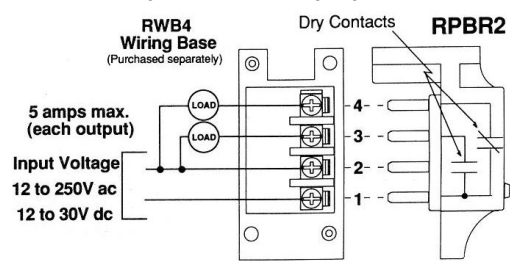 RWB4
Wiring Base
(Purchased separately)
Dry Contacts
RPBR2
5 amps max.
(each output)
LOAD
LOAD
Input Voltage
12 to 250V ac
12 to 30V dc
4
3
2
1